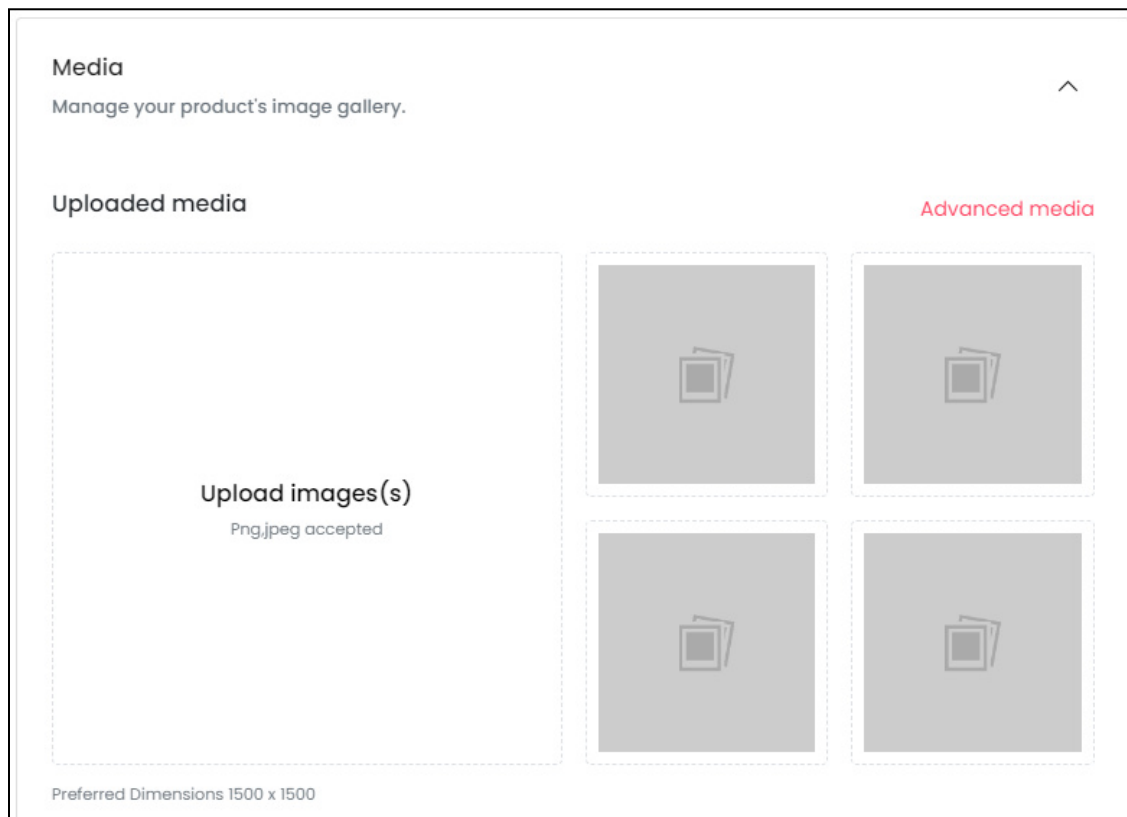 Media
Manage your product's image gallery.
Uploaded media
Advanced media
Upload images(s)
Png,jpeg accepted
Preferred Dimensions 1500 x 1500